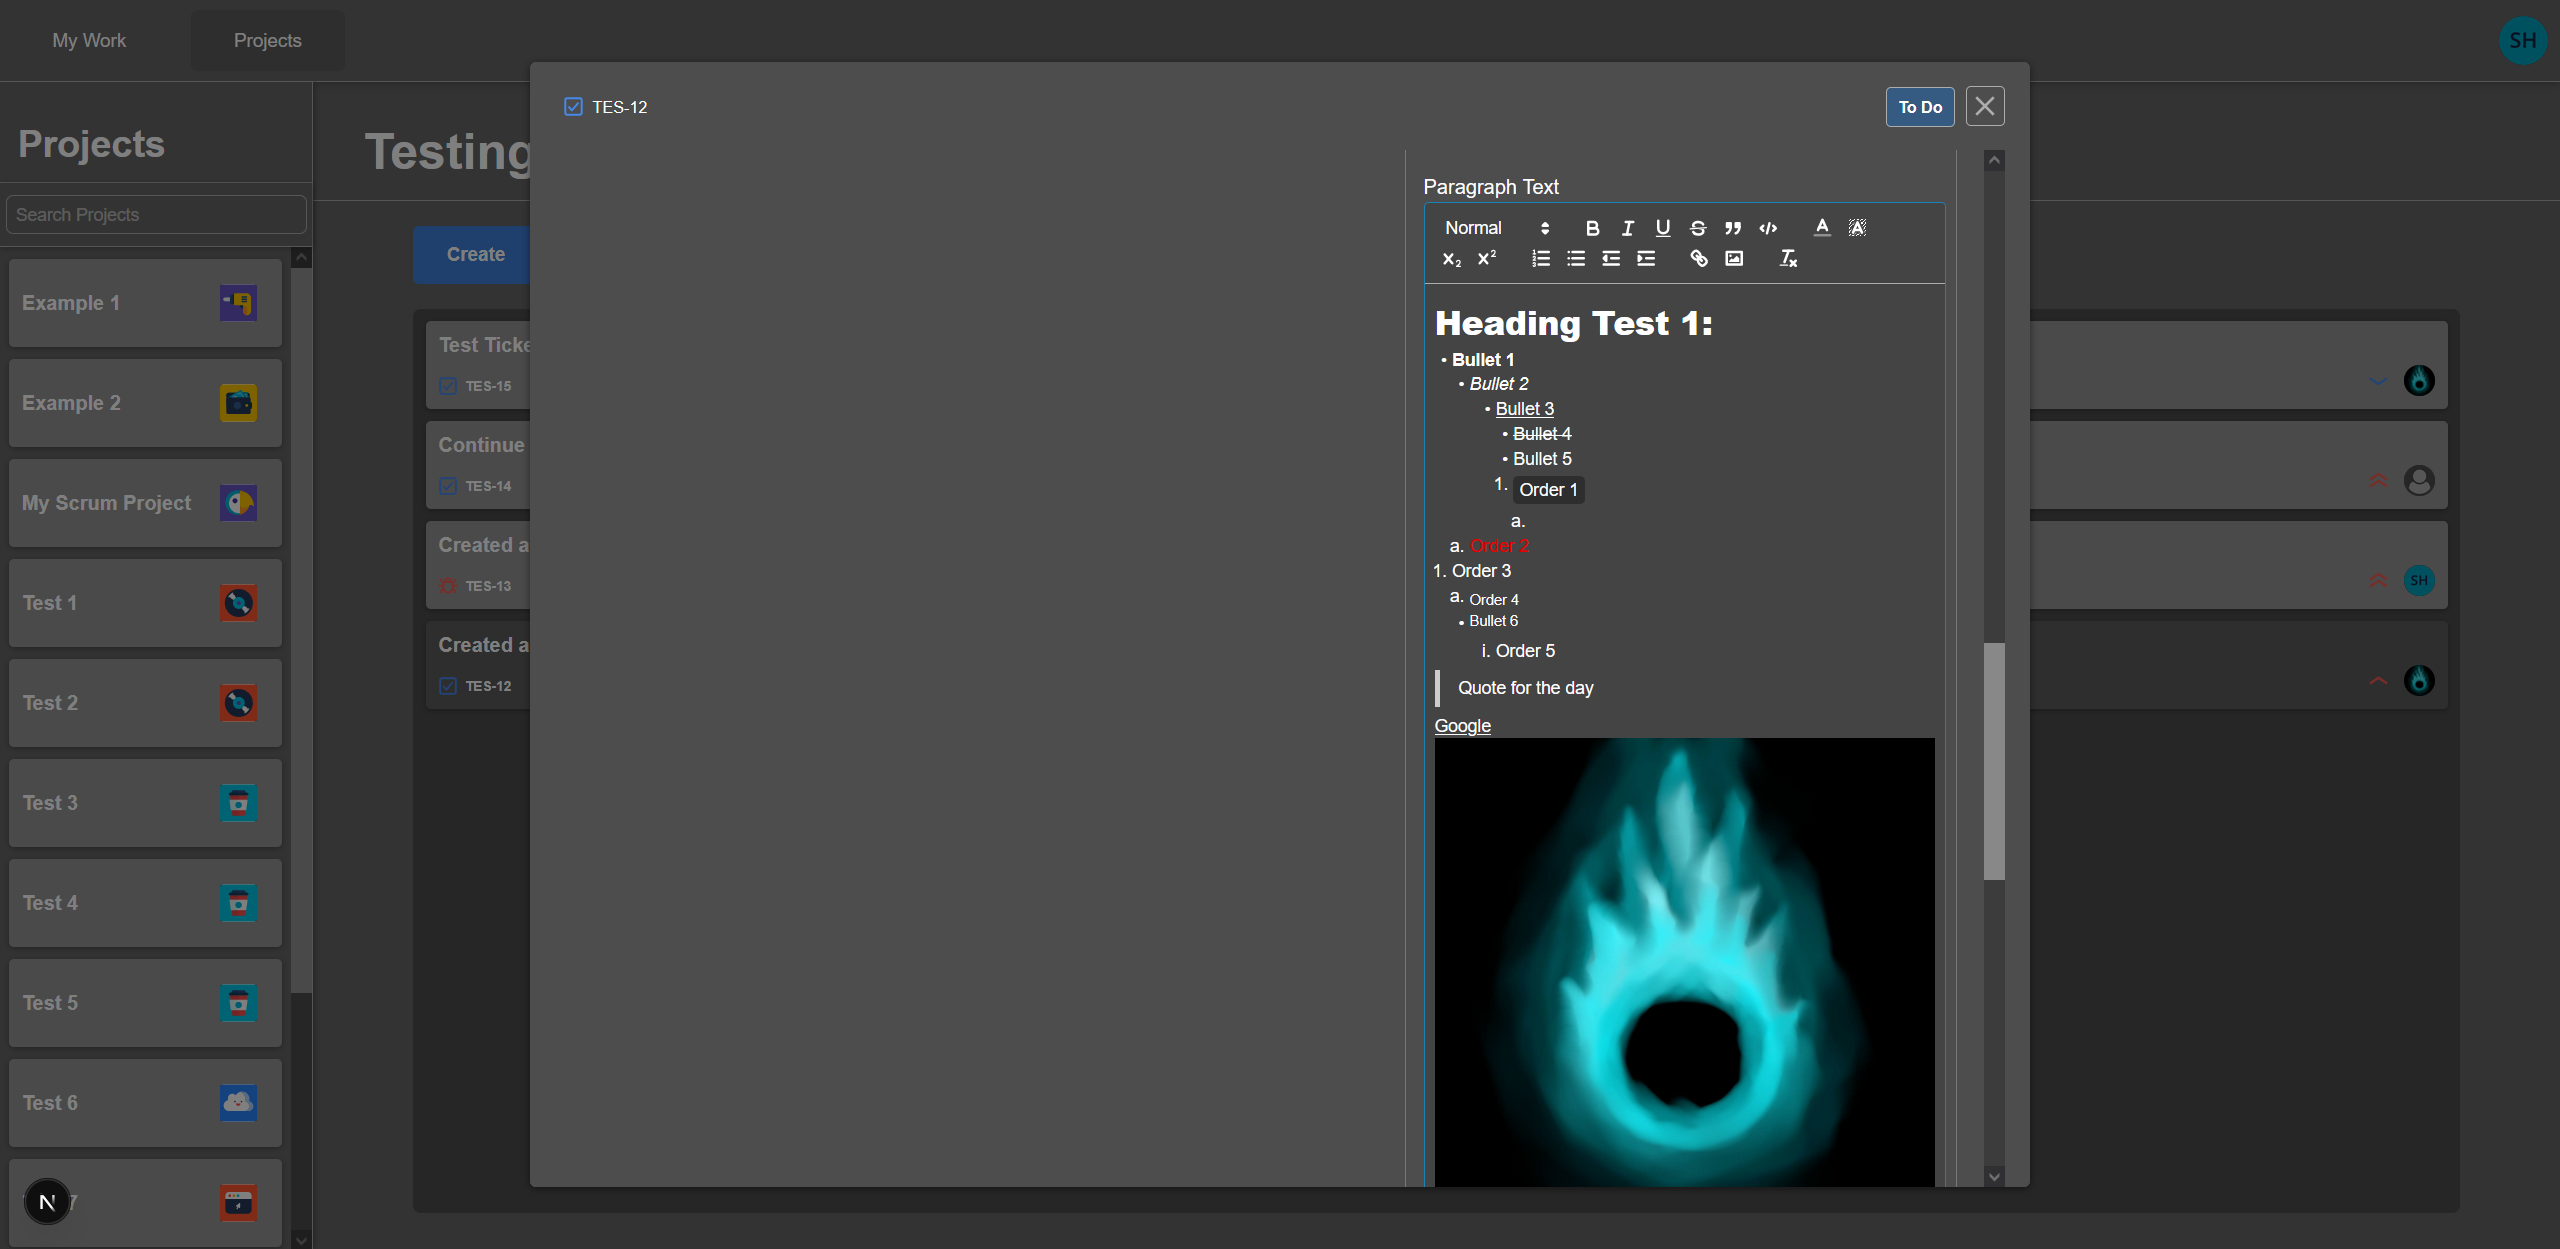 My Work
Projects
SH
Projects
Search Projects
Example 1
Example 2
My Scrum Project
Test 1
Test 2
Test 3
Test 4
Test 5
Test 6
7
N
Testing
Create
Test Ticke
TES-15
Continue
TES-14
Created a
TES-13
Created a
TES-12
SH
TES-12
To Do
Paragraph Text
Normal
Heading Test 1:
• Bullet 1
• Bullet 2
• Bullet 3
• Bullet 4
• Bullet 5
1. Order 1
a.
a. Order 2
1. Order 3
a. Order 4
• Bullet 6
i. Order 5
Quote for the day
Google